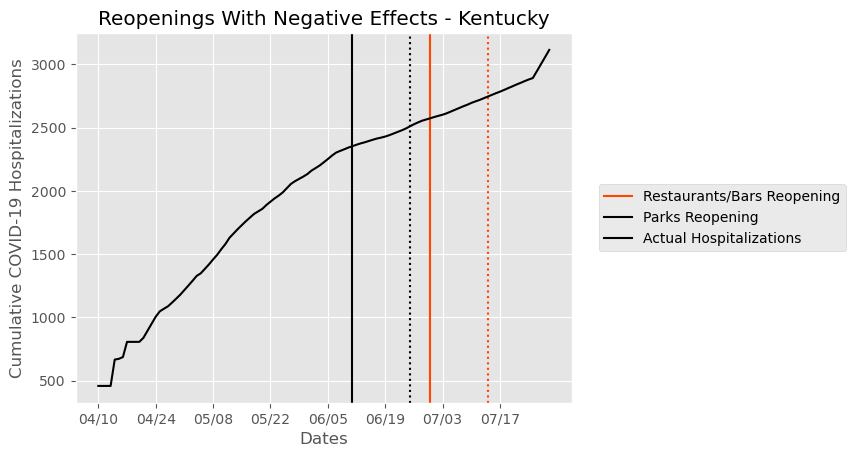 Reopenings With Negative Effects - Kentucky
Cumulative COVID-19 Hospitalizations
3000
2500
2000
1500
1000
500
04/10 04/24 05/08 05/22 06/05 06/19 07/03 07/17
Dates
Restaurants/Bars Reopening
Parks Reopening
Actual Hospitalizations